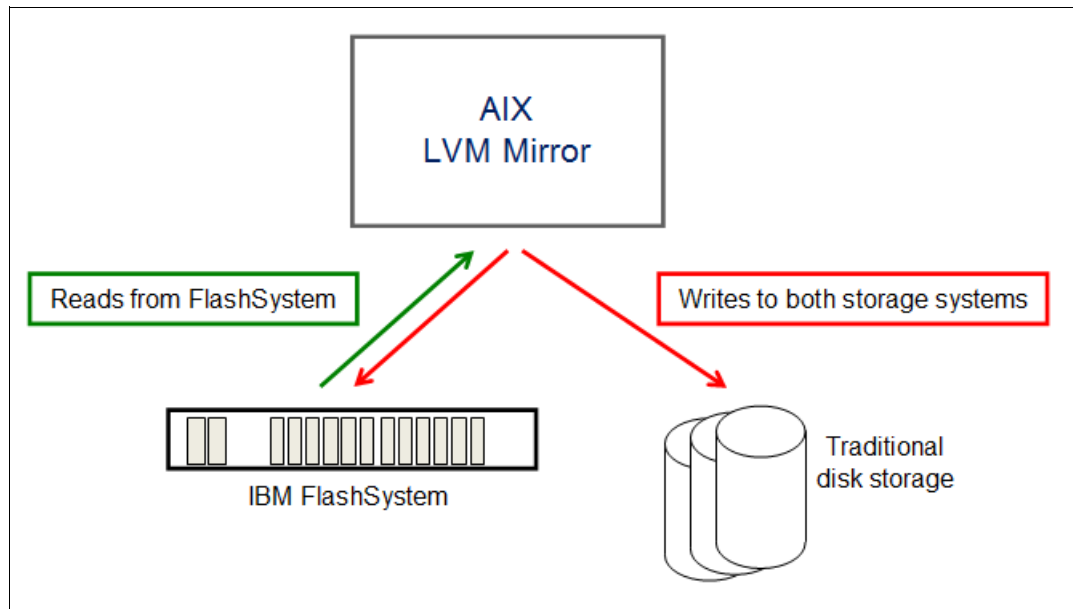 AIX
LVM Mirror
Reads from FlashSystem
Writes to both storage systems
IBM FlashSystem
Traditional
disk storage